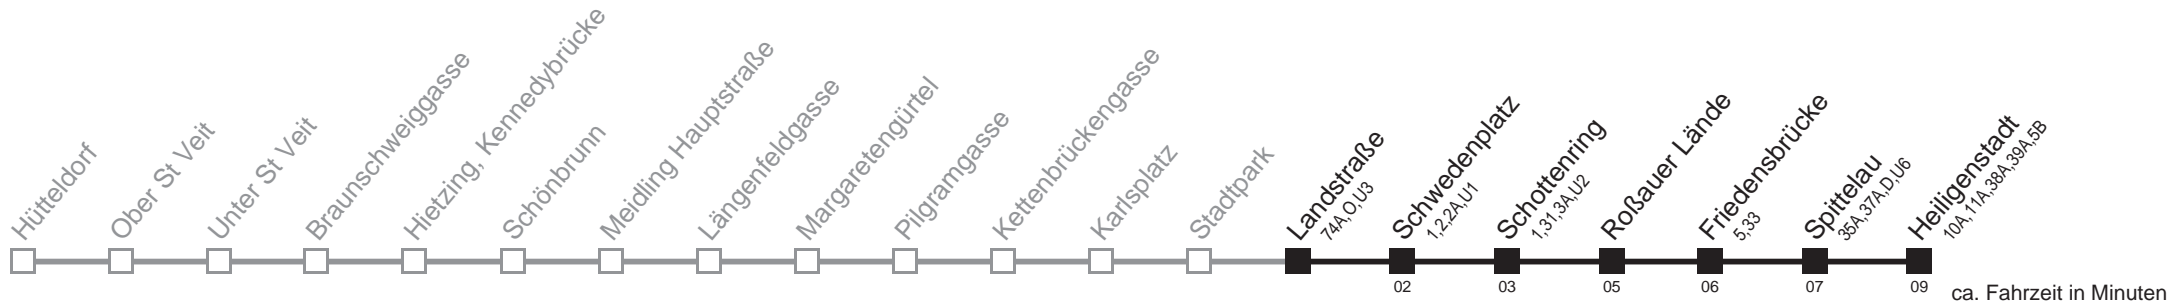 Hütteldorf
Ober St Veit
Unter St Veit
Braunschweiggasse
Hietzing, Kennedybrücke
Schönbrunn
Meidling Hauptstraße
Längenfeldgasse
Margaretengürtel
Pilgramgasse
Kettenbrückengasse
Karlsplatz
Stadtpark
Landstraße
74A,O,U3
Schwedenplatz
1,2,2A,U1
Schottenring
1,31,3A,U2
Roßauer Lände
Friedensbrücke
5,33
Spittelau
35A,37A,D,U6
Heiligenstadt
10A,11A,38A,39A,5B
02 03 05 06 07 09 ca. Fahrzeit in Minuten